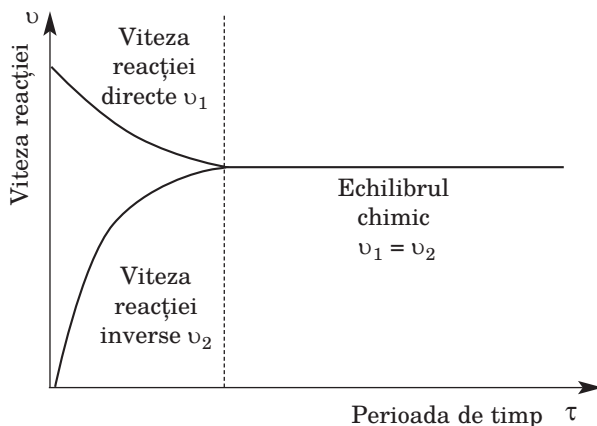 υ
Viteza reacției
Viteza
reacției
directe υ₁
Echilibrul
chimic
υ₁ = υ₂
Viteza
reacției
inverse υ₂
Perioada de timp τ